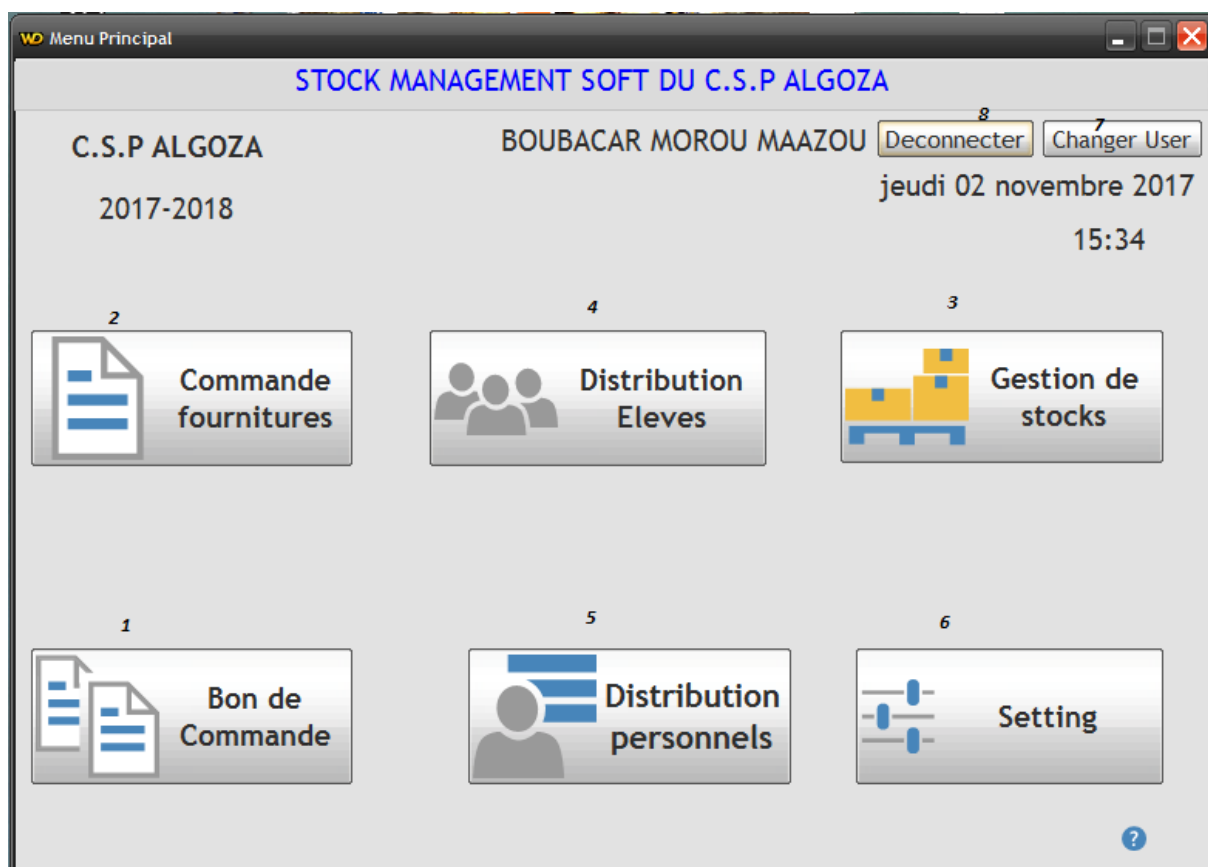 WD Menu Principal
STOCK MANAGEMENT SOFT DU C.S.P ALGOZA
8
7
C.S.P ALGOZA
BOUBACAR MOROU MAAZOU Deconnecter Changer User
2017-2018
jeudi 02 novembre 2017
15:34
2
Commande
fournitures
4
Distribution
Eleves
3
Gestion de
stocks
1
Bon de
Commande
5
Distribution
personnels
6
Setting
?